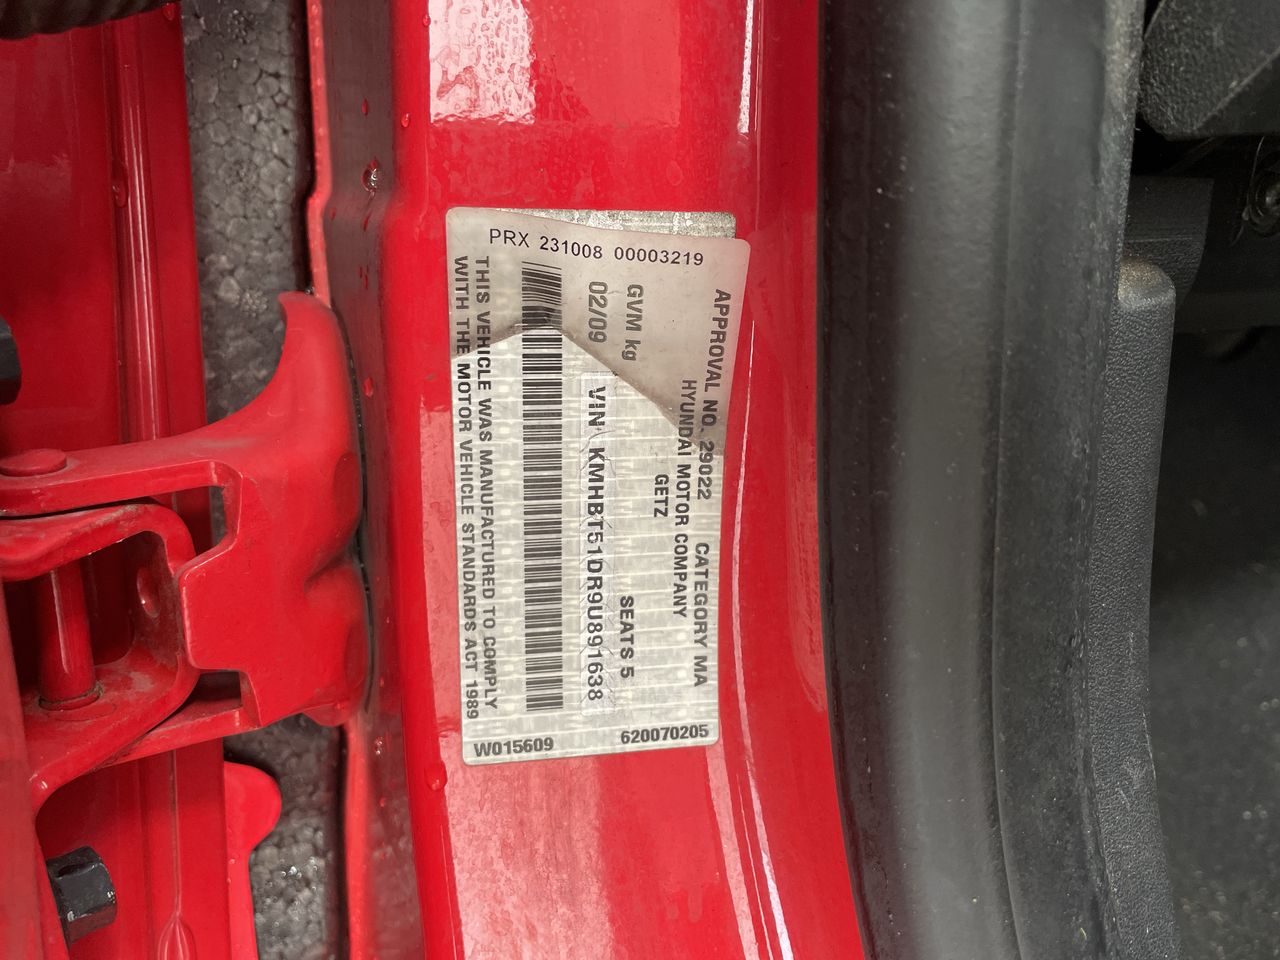 PRX 231008 00003219
APPROVAL NO. 29022 CATEGORY MA
HYUNDAI MOTOR COMPANY
GETZ
GVM kg SEATS 5
02/09 VIN KMHBT51DR9U891638
THIS VEHICLE WAS MANUFACTURED TO COMPLY
WITH THE MOTOR VEHICLE STANDARDS ACT 1989
W015609 620070205